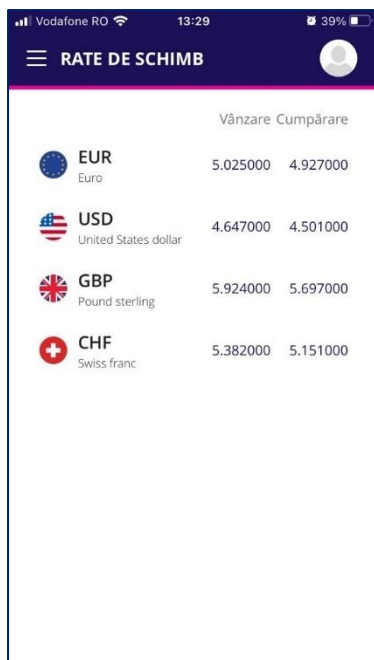 Vodafone RO 13:29 39%
RATE DE SCHIMB
Vânzare Cumpărare
EUR
5.025000 4.927000
Euro
USD
4.647000 4.501000
United States dollar
GBP
5.924000 5.697000
Pound sterling
CHF
5.382000 5.151000
Swiss franc